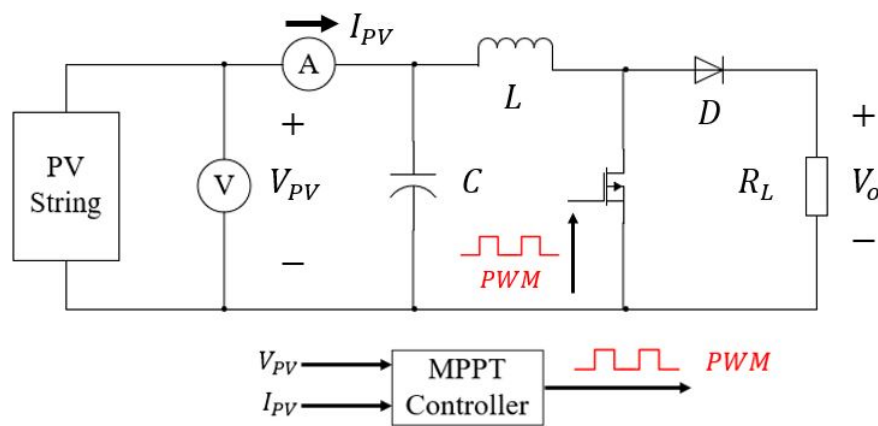 I_PV
A
L
D
+
+
PV
String
V
V_PV
C
R_L
V_o
−
−
PWM
V_PV
I_PV
MPPT
Controller
PWM